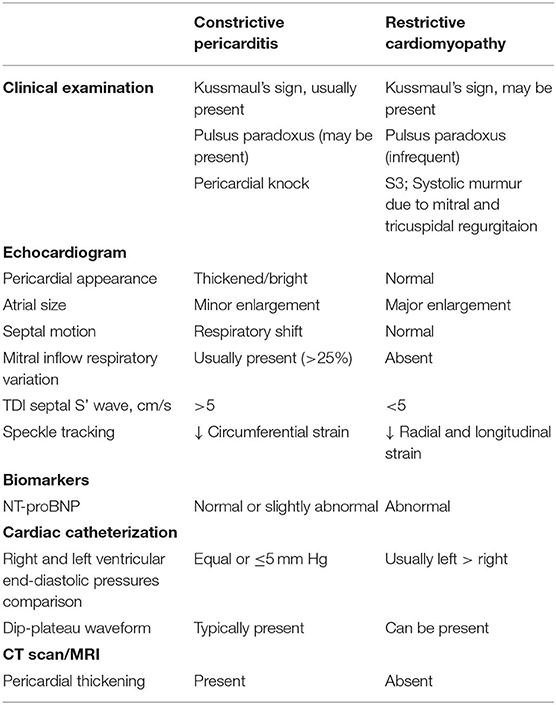 Constrictive pericarditis	Restrictive cardiomyopathy
Clinical examination	Kussmaul's sign, usually present	Kussmaul's sign, may be present
Pulsus paradoxus (may be present)	Pulsus paradoxus (infrequent)
Pericardial knock	S3; Systolic murmur due to mitral and tricuspidal regurgitaion
Echocardiogram
Pericardial appearance	Thickened/bright	Normal
Atrial size	Minor enlargement	Major enlargement
Septal motion	Respiratory shift	Normal
Mitral inflow respiratory variation	Usually present (>25%)	Absent
TDI septal S' wave, cm/s	>5	<5
Speckle tracking	↓ Circumferential strain	↓ Radial and longitudinal strain
Biomarkers
NT-proBNP	Normal or slightly abnormal	Abnormal
Cardiac catheterization
Right and left ventricular end-diastolic pressures comparison	Equal or ≤5 mm Hg	Usually left > right
Dip-plateau waveform	Typically present	Can be present
CT scan/MRI
Pericardial thickening	Present	Absent